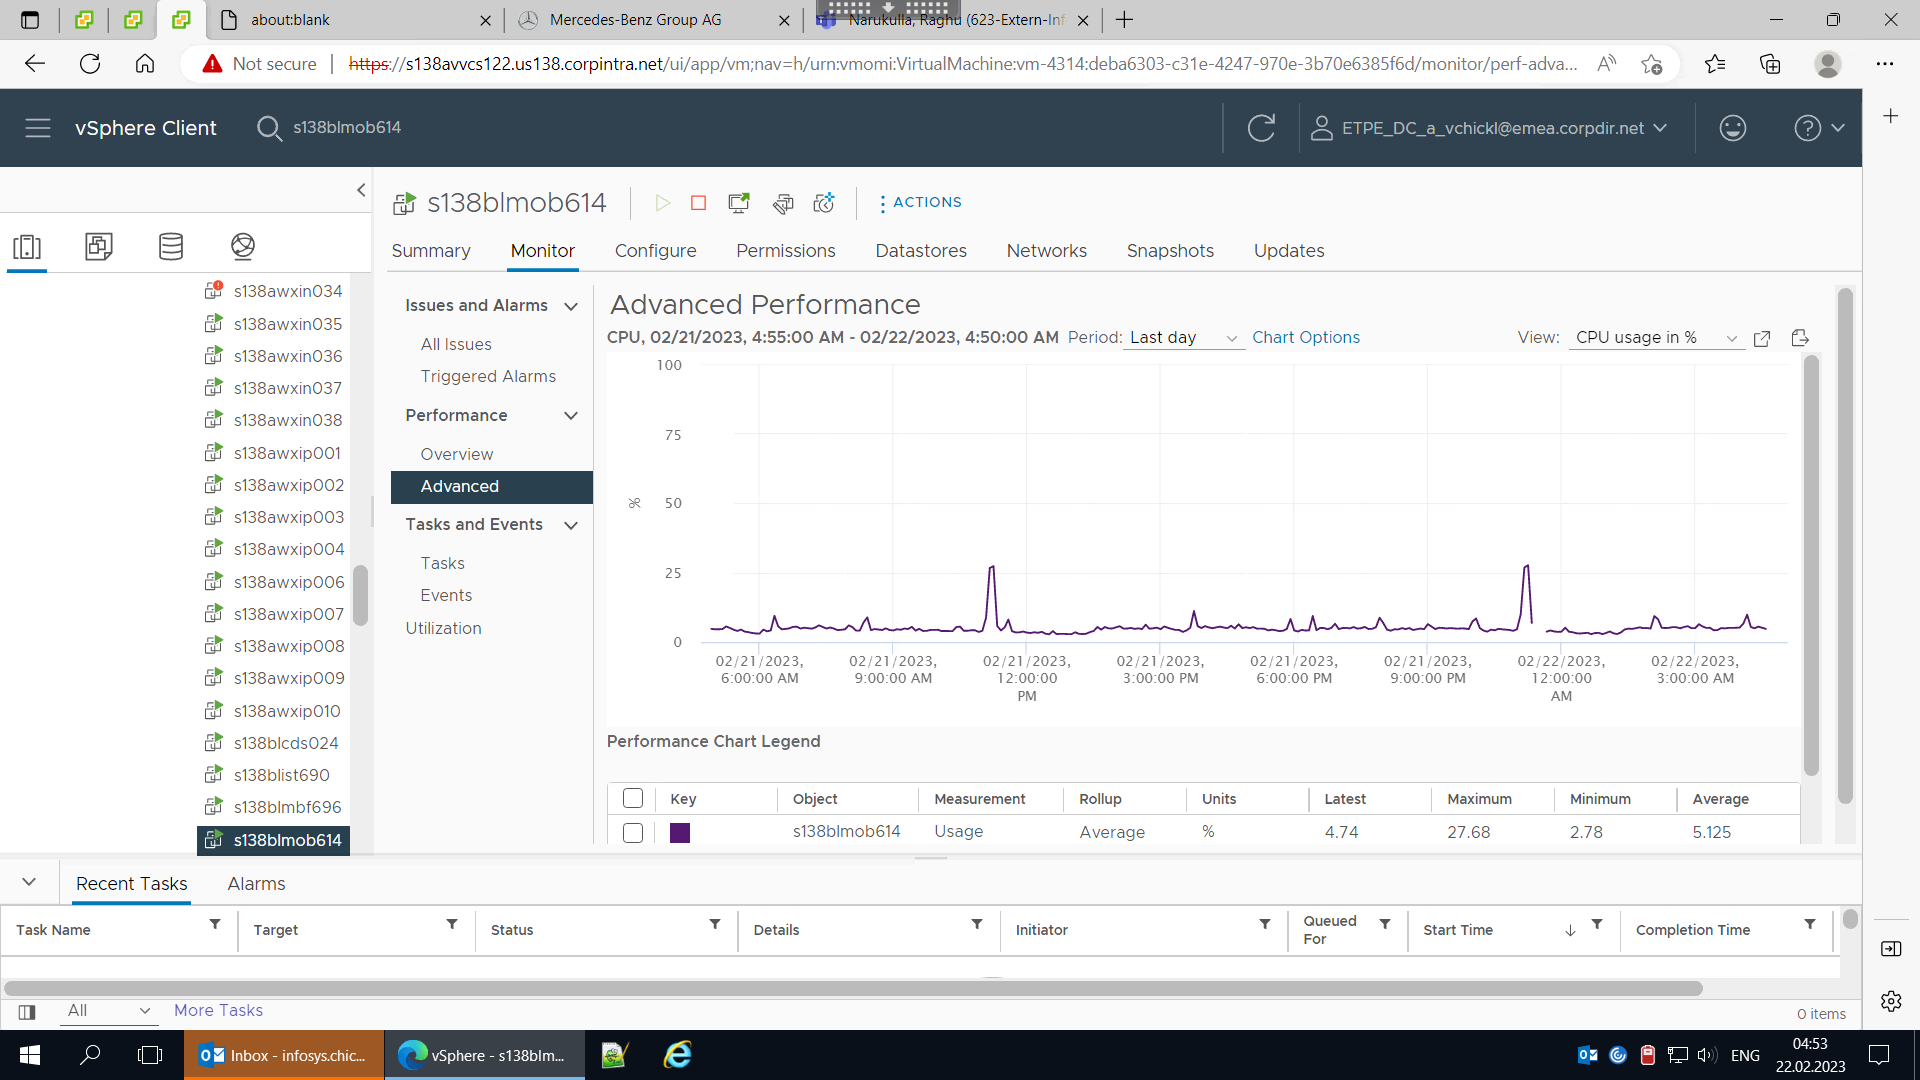 about:blank
Mercedes-Benz Group AG
Narukulla, Raghu (623-Extern-Inf
Not secure
https://s138avvcs122.us138.corpintra.net/ui/app/vm;nav=h/urn:vmomi:VirtualMachine:vm-4314:deba6303-c31e-4247-970e-3b70e6385f6d/monitor/perf-adva...
vSphere Client
s138blmob614
ETPE_DC_a_vchickl@emea.corpdir.net
s138blmob614
ACTIONS
Summary
Monitor
Configure
Permissions
Datastores
Networks
Snapshots
Updates
s138awxin034
s138awxin035
s138awxin036
s138awxin037
s138awxin038
s138awxip001
s138awxip002
s138awxip003
s138awxip004
s138awxip006
s138awxip007
s138awxip008
s138awxip009
s138awxip010
s138blcds024
s138blist690
s138blmbf696
s138blmob614
Issues and Alarms
All Issues
Triggered Alarms
Performance
Overview
Advanced
Tasks and Events
Tasks
Events
Utilization
Advanced Performance
CPU, 02/21/2023, 4:55:00 AM - 02/22/2023, 4:50:00 AM
Period:
Last day
Chart Options
View:
CPU usage in %
100
75
50
25
0
%
02/21/2023,
6:00:00 AM
02/21/2023,
9:00:00 AM
02/21/2023,
12:00:00
PM
02/21/2023,
3:00:00 PM
02/21/2023,
6:00:00 PM
02/21/2023,
9:00:00 PM
02/22/2023,
12:00:00
AM
02/22/2023,
3:00:00 AM
Performance Chart Legend
Key Object Measurement Rollup Units Latest Maximum Minimum Average
s138blmob614 Usage Average % 4.74 27.68 2.78 5.125
Recent Tasks
Alarms
Task Name
Target
Status
Details
Initiator
Queued
For
Start Time
Completion Time
All
More Tasks
0 items
Inbox - infosys.chic...
vSphere - s138blm...
ENG
04:53
22.02.2023